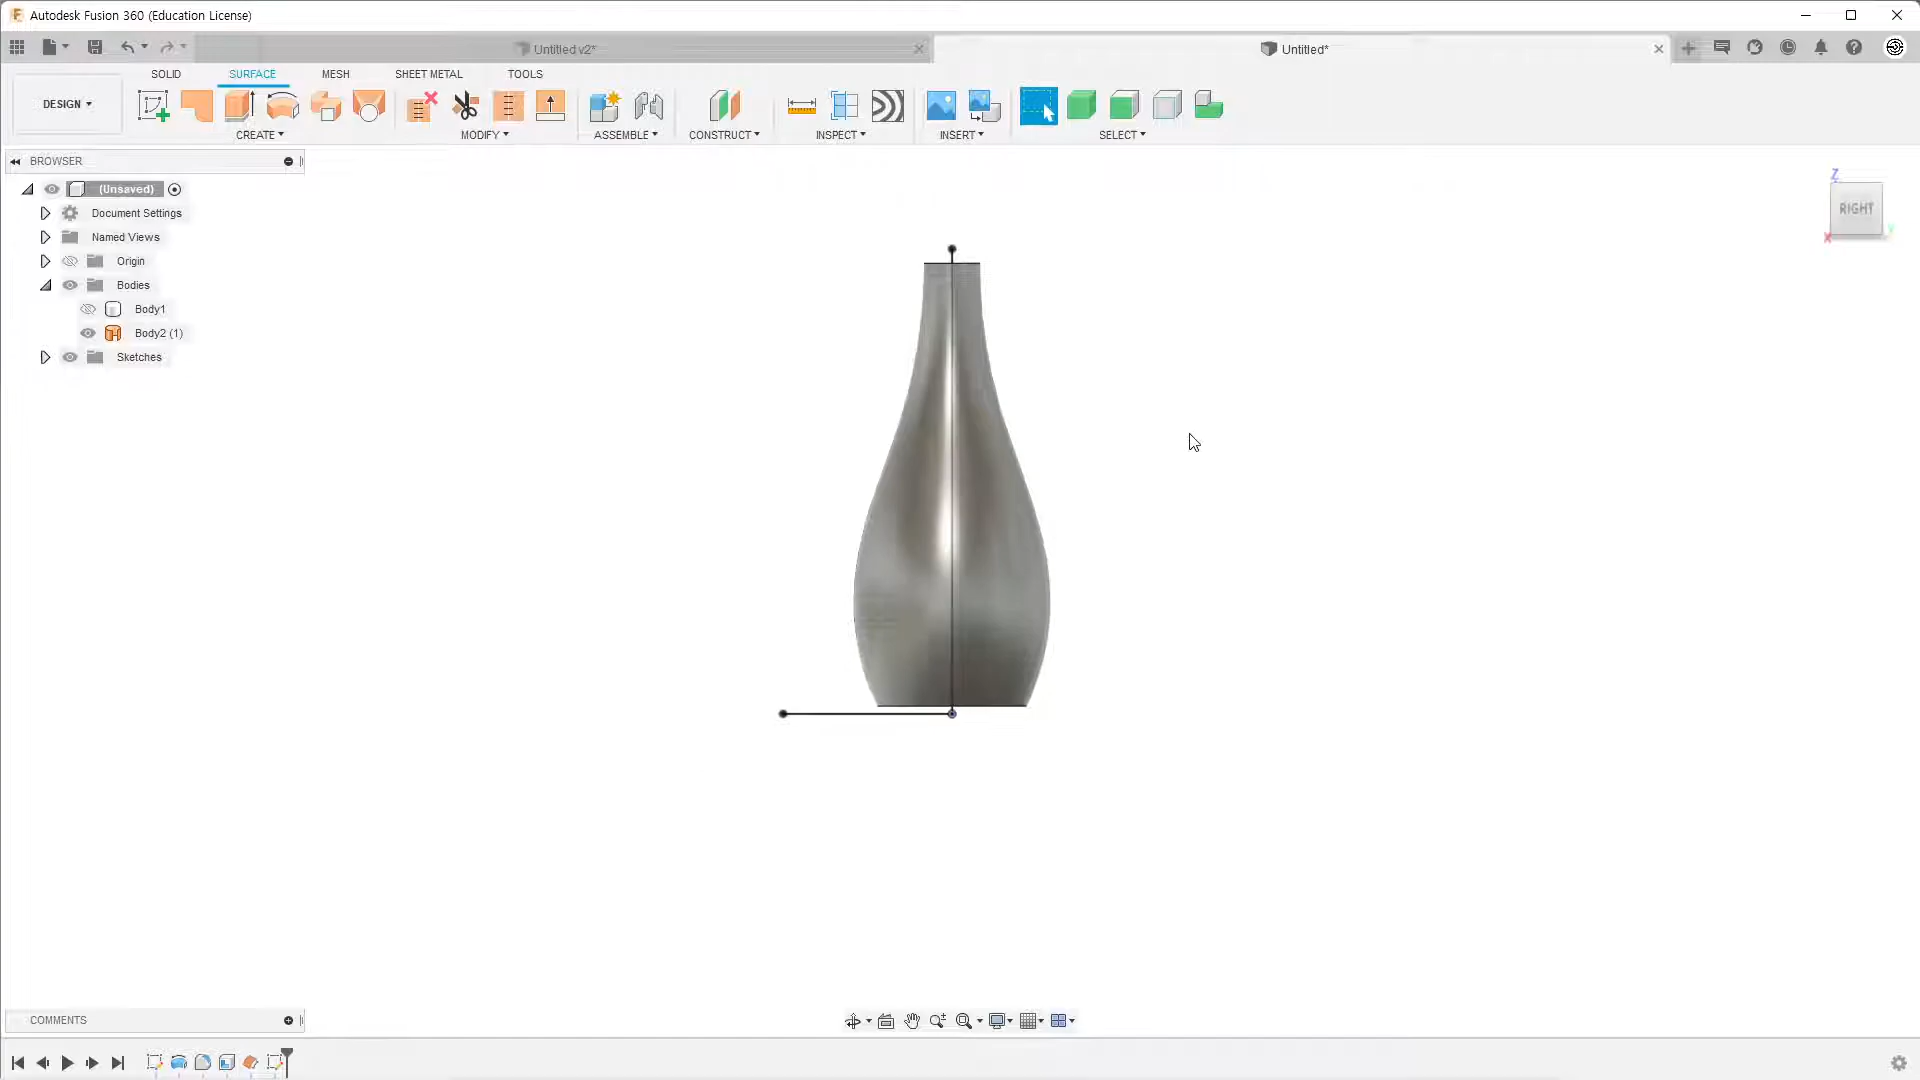 Autodesk Fusion 360 (Education License)
Untitled v2*
Untitled*
SOLID
SURFACE
MESH
SHEET METAL
TOOLS
DESIGN
CREATE
MODIFY
ASSEMBLE
CONSTRUCT
INSPECT
INSERT
SELECT
BROWSER
(Unsaved)
Document Settings
Named Views
Origin
Bodies
Body1
Body2 (1)
Sketches
Z
RIGHT
X
Y
COMMENTS